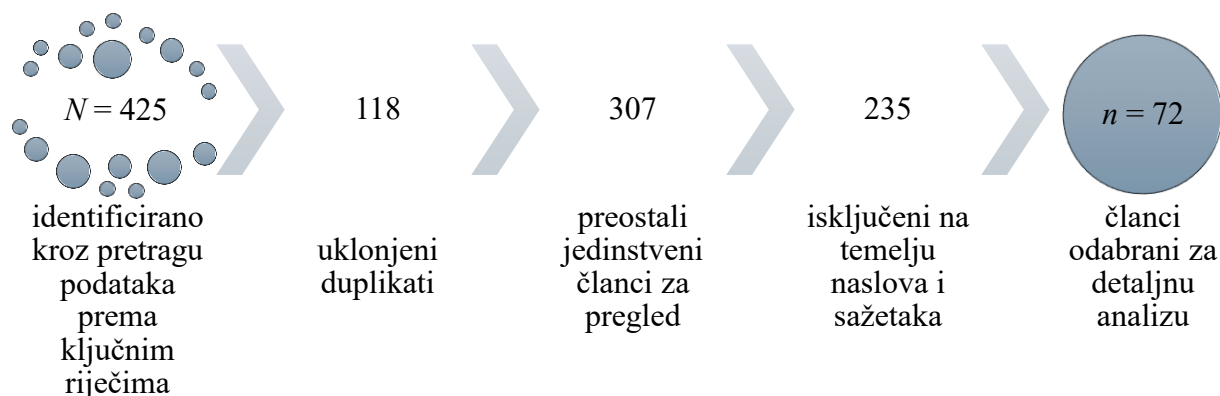 N = 425
identificirano
kroz pretragu
podataka
prema
ključnim
riječima
118
uklonjeni
duplikati
307
preostali
jedinstveni
članci za
pregled
235
isključeni na
temelju
naslova i
sažetaka
n = 72
članci
odabrani za
detaljnu
analizu